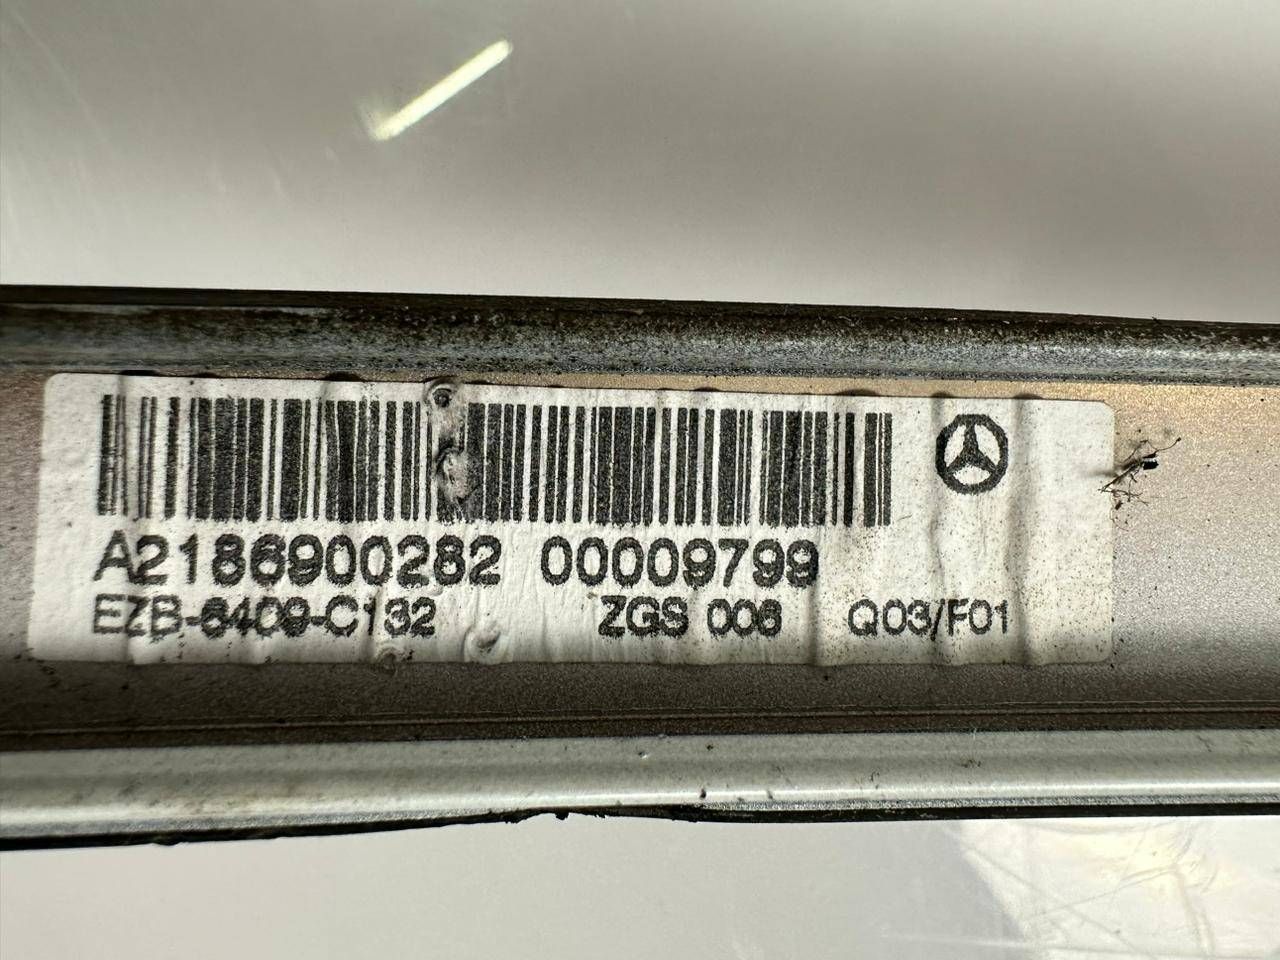 A2186900282 00009799
EZB-6409-C132 ZGS 006 Q03/F01